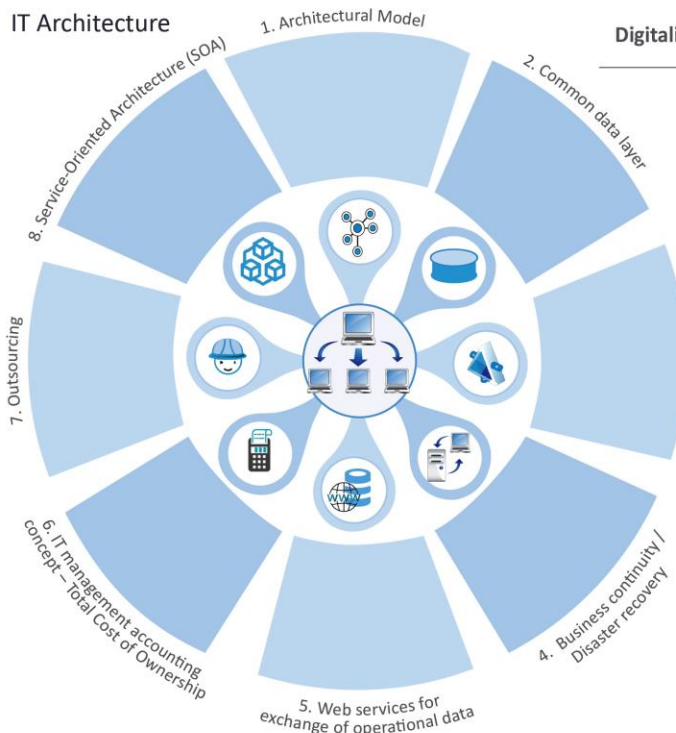 IT Architecture
Digitali
1. Architectural Model
2. Common data layer
4. Business continuity /
Disaster recovery
5. Web services for
exchange of operational data
6. IT management accounting
concept – Total Cost of Ownership
7. Outsourcing
8. Service-Oriented Architecture (SOA)
www